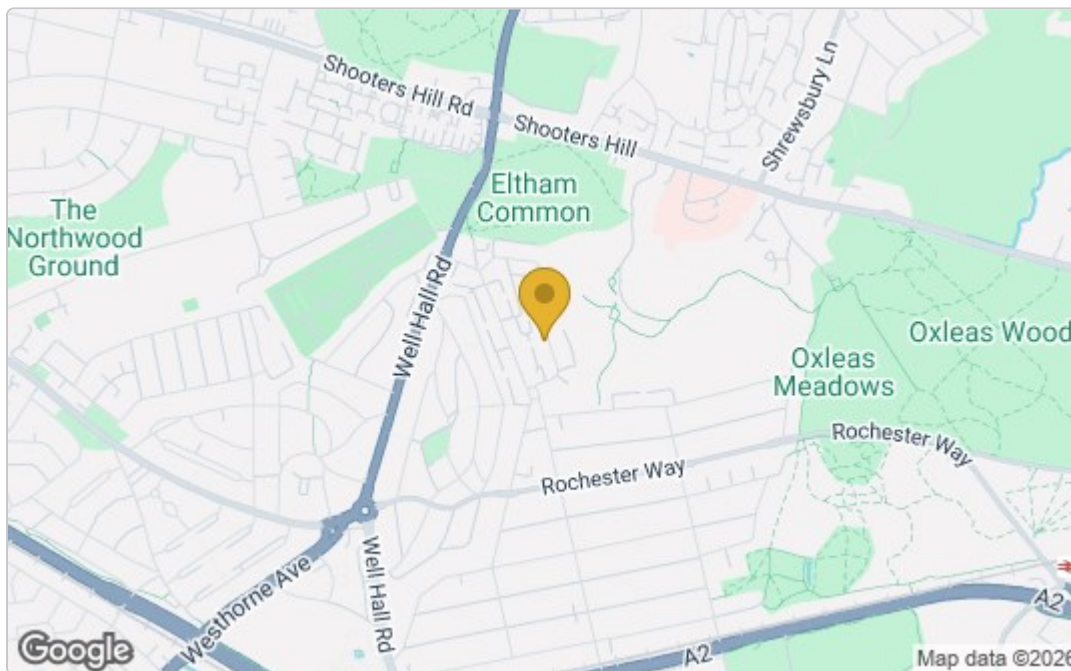 Shooters Hill Rd
Shooters Hill
Shrewsbury Ln
Eltham
Common
The
Northwood
Ground
Well Hall Rd
Oxleas Wood
Oxleas
Meadows
Rochester Way
Rochester Way
Well Hall Rd
Westhorne Ave
A2
A2
Google
Map data ©2026